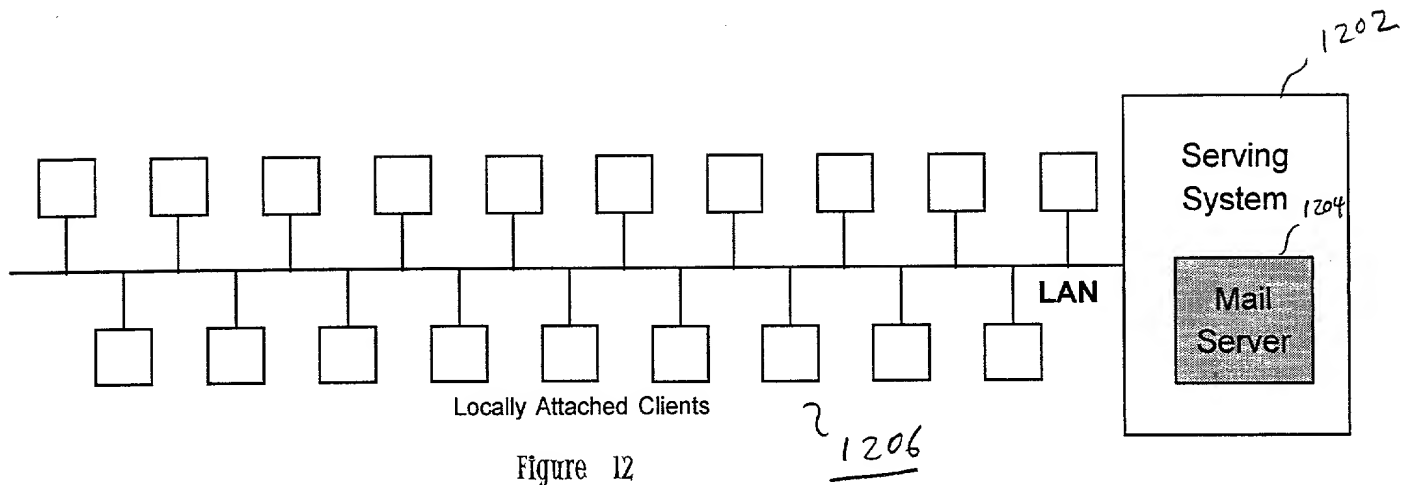 1202
Serving
System
1204
LAN
Mail
Server
Locally Attached Clients
1206
Figure 12